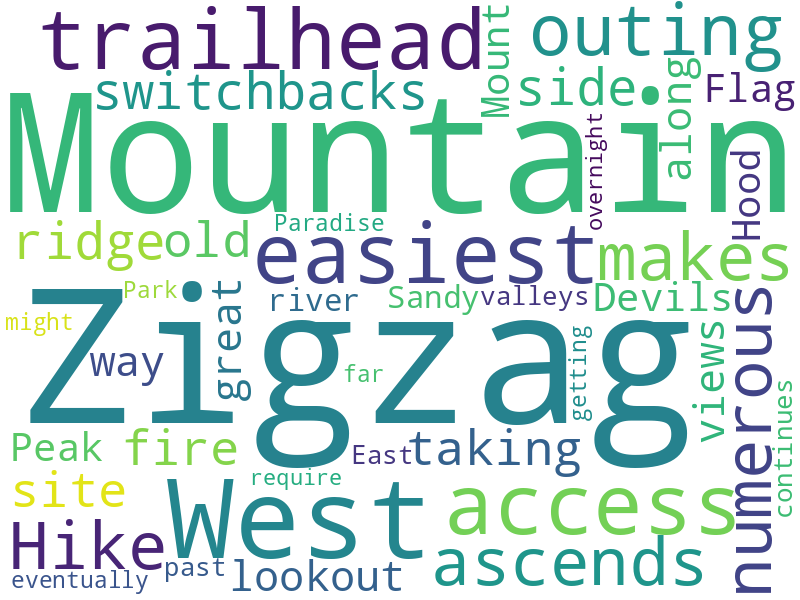 trailhead
Mount
outing
switchbacks
side
along
Flag
Mountain
overnight
Hood
Paradise
ridge
old
easiest
makes
Zigzag
Park
great
river
Sandy
valleys
Devils
numerous
might
way
far
getting
views
continues
Peak
fire
East
taking
site
West
require
access
Hike
past
lookout
ascends
eventually